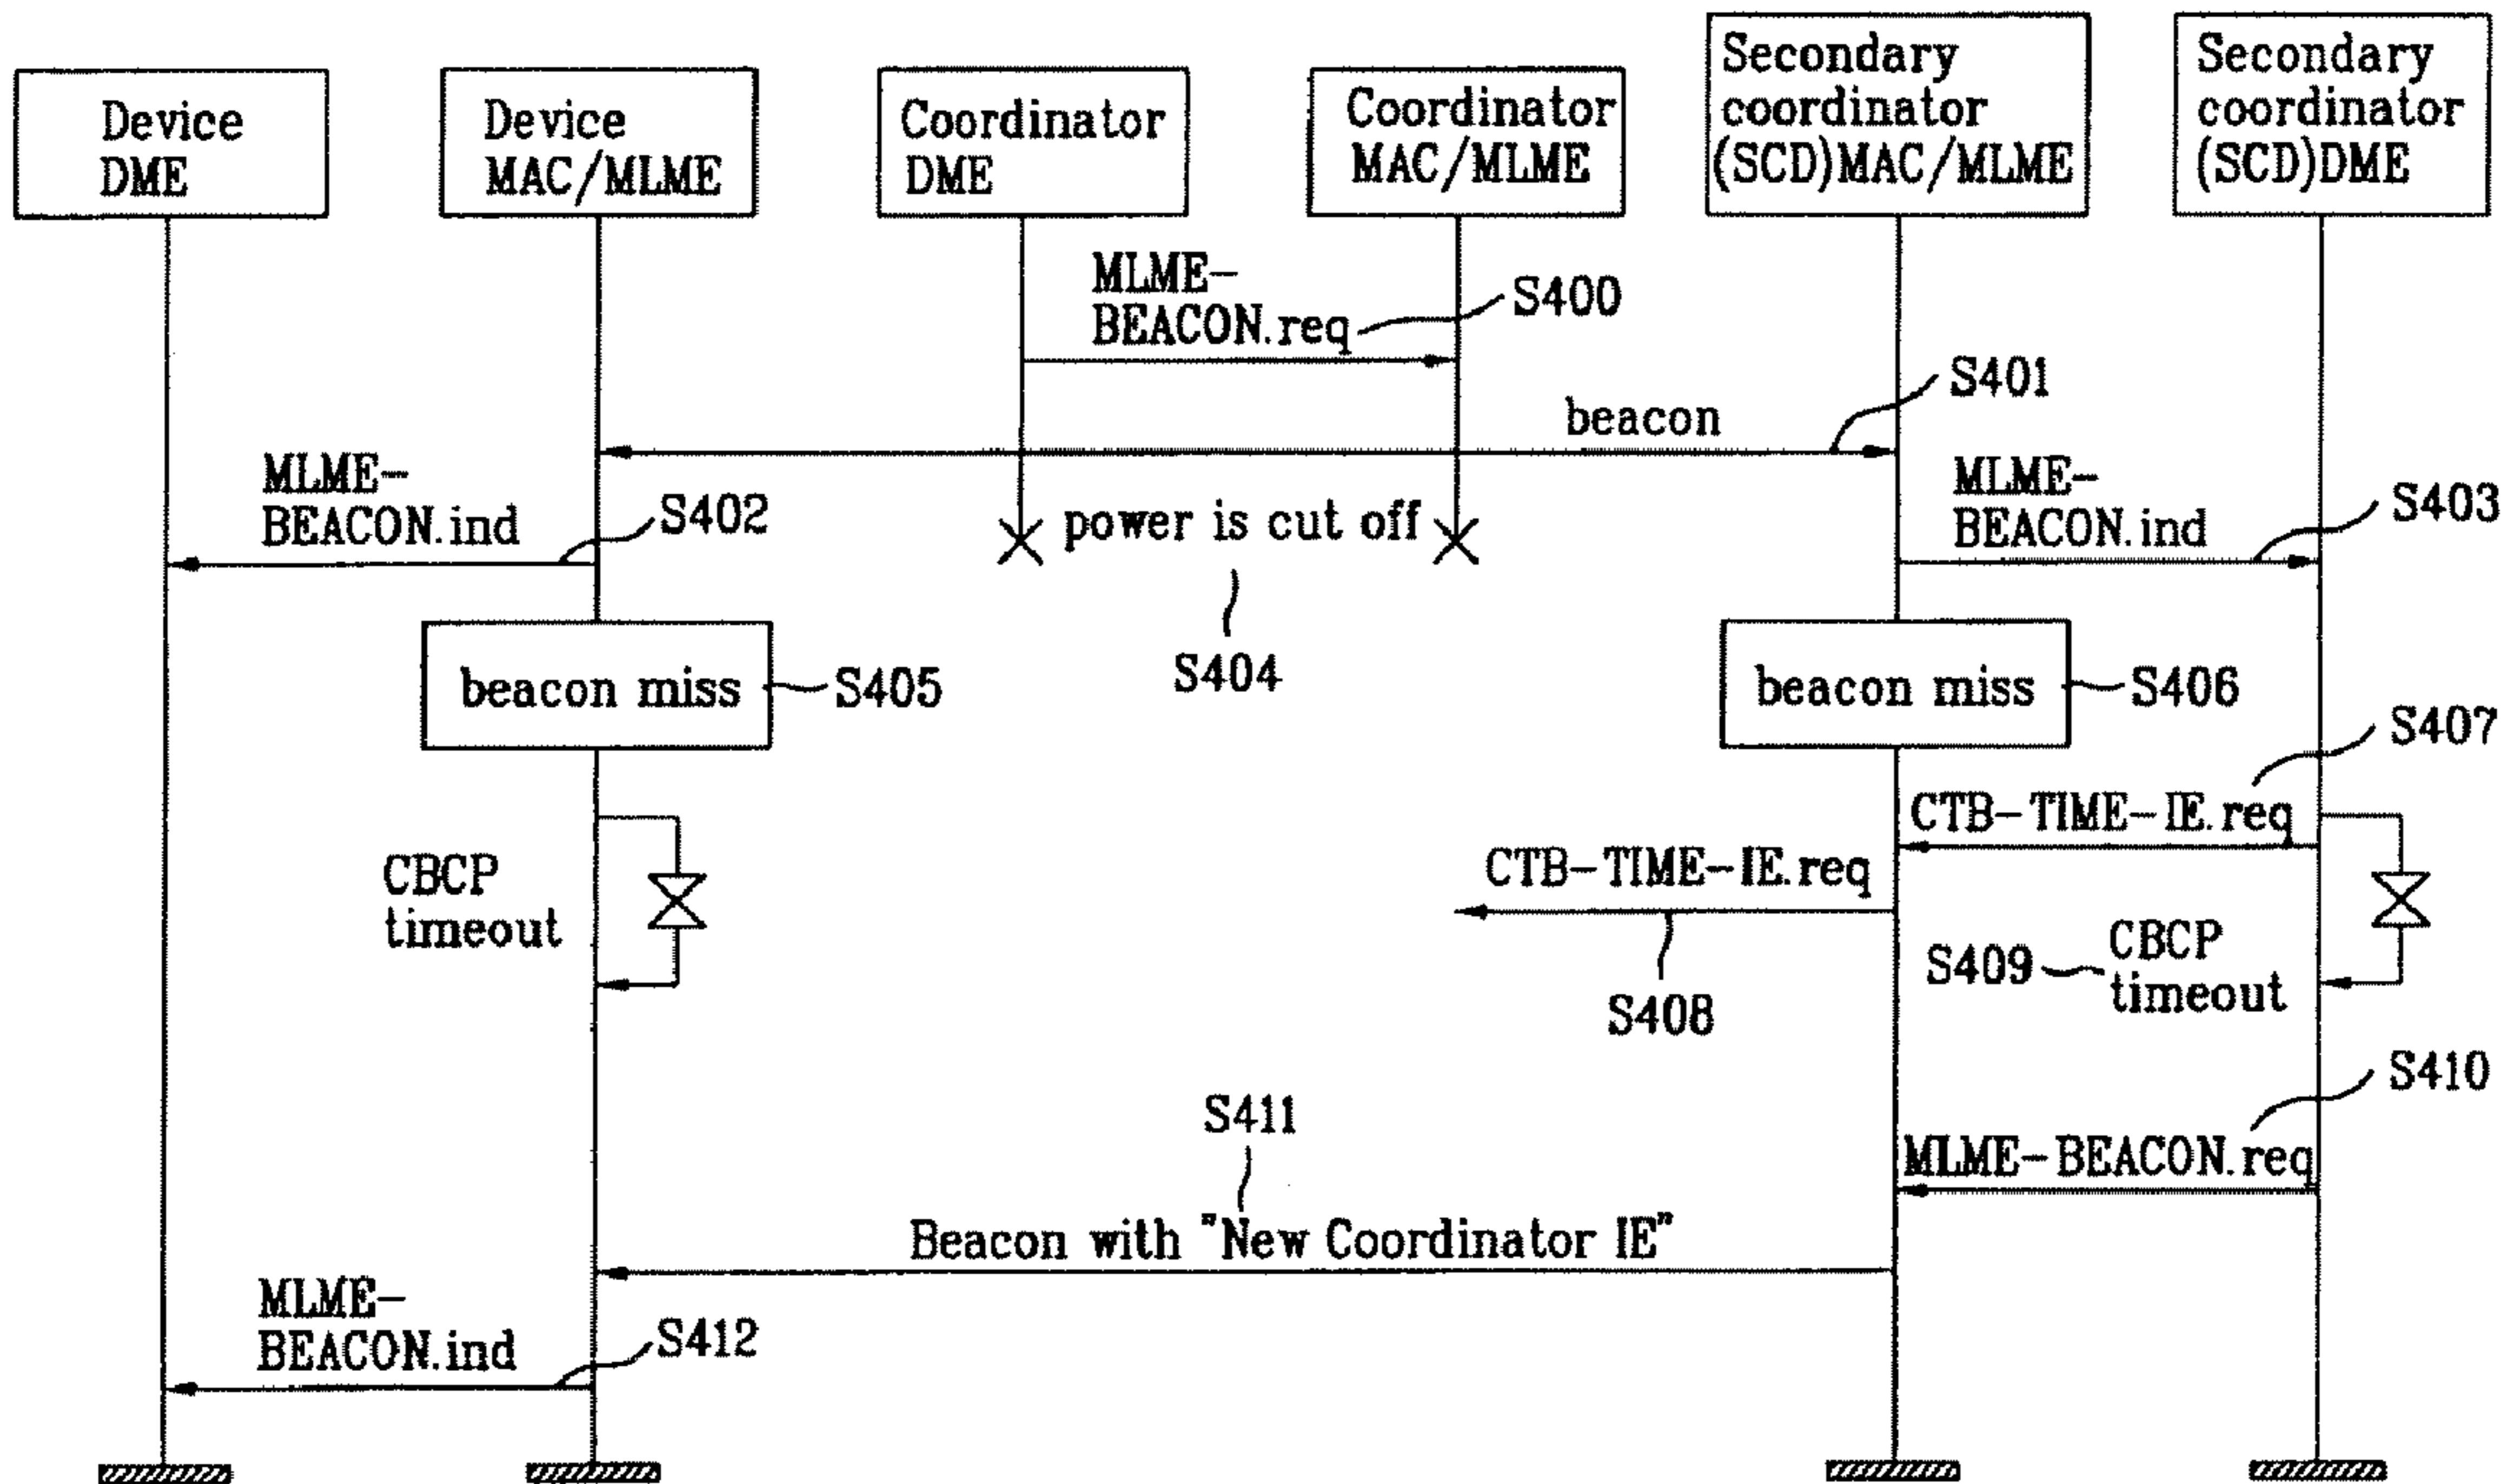 Device
DME
Device
MAC/MLME
Coordinator
DME
Coordinator
MAC/MLME
Secondary
coordinator
(SCD)MAC/MLME
Secondary
coordinator
(SCD)DME
MLME-
BEACON.req
S400
S401
beacon
MLME-
BEACON.ind
S402
power is cut off
S404
MLME-
BEACON.ind
S403
beacon miss
S405
beacon miss
S406
S407
CTB-TIME-IE.req
CTB-TIME-IE.req
S408
CBCP
timeout
S409
CBCP
timeout
S410
MLME-BEACON.req
S411
Beacon with "New Coordinator IE"
MLME-
BEACON.ind
S412